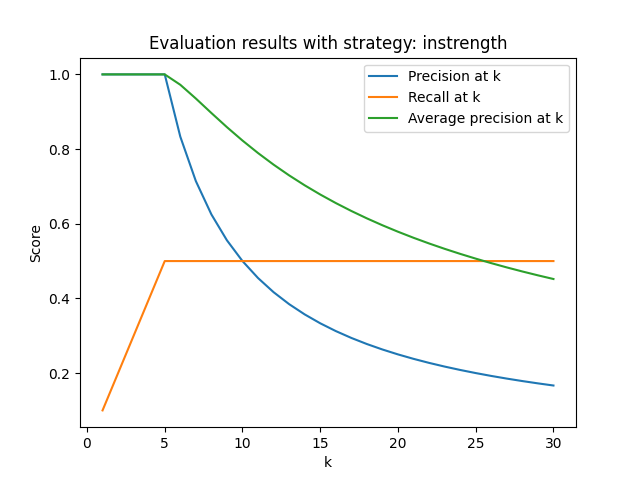 Evaluation results with strategy: instrength
Precision at k
Recall at k
Average precision at k
Score
1.0
0.8
0.6
0.4
0.2
0 5 10 15 20 25 30
k